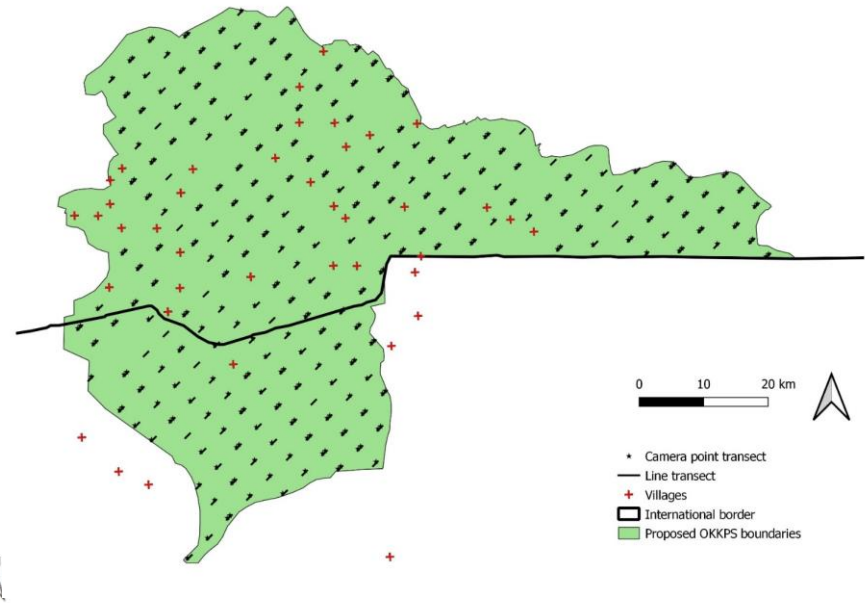 0 10 20 km
Camera point transect
Line transect
Villages
International border
Proposed OKKPS boundaries